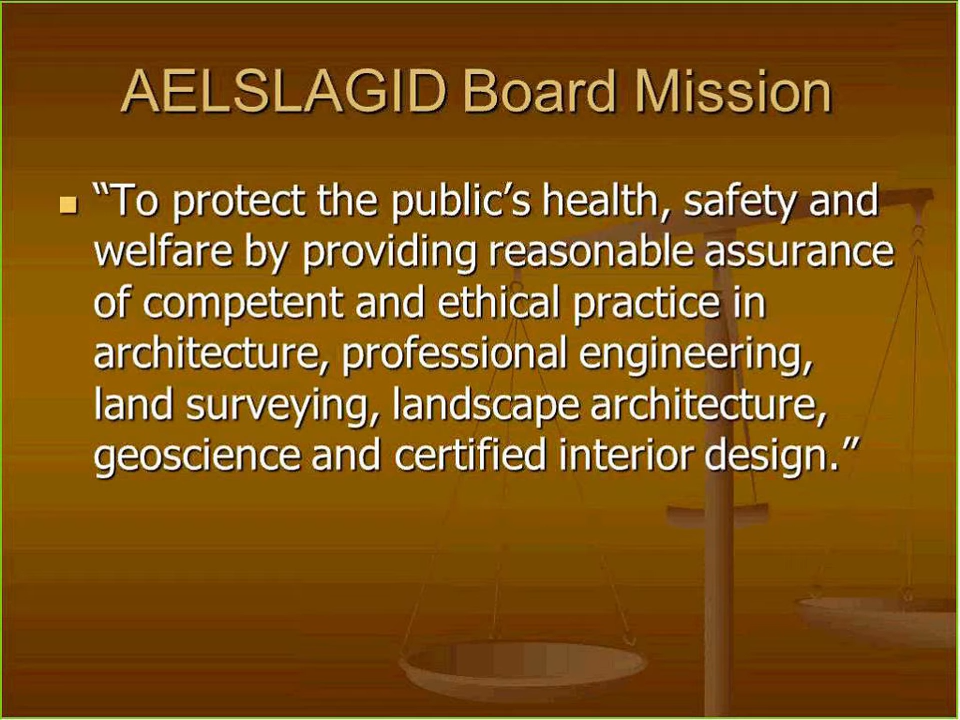 AELSLAGID Board Mission
“To protect the public’s health, safety and
welfare by providing reasonable assurance
of competent and ethical practice in
architecture, professional engineering,
land surveying, landscape architecture,
geoscience and certified interior design.”